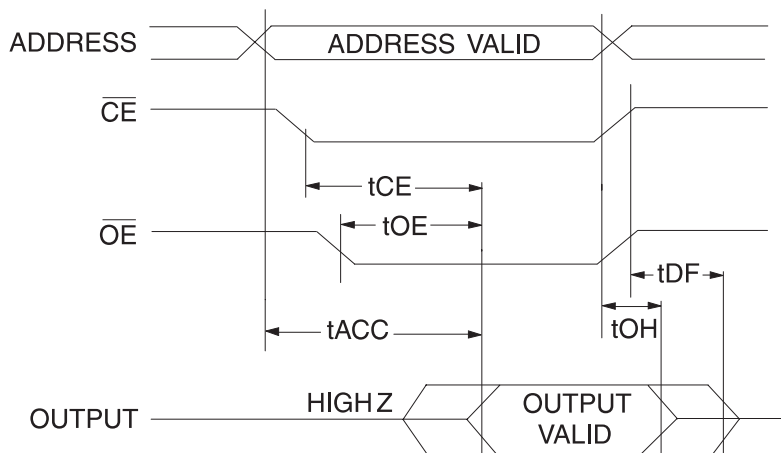 ADDRESS ADDRESS VALID
CE
tCE
tOE
OE
tDF
tACC
tOH
HIGH Z
OUTPUT
OUTPUT
VALID